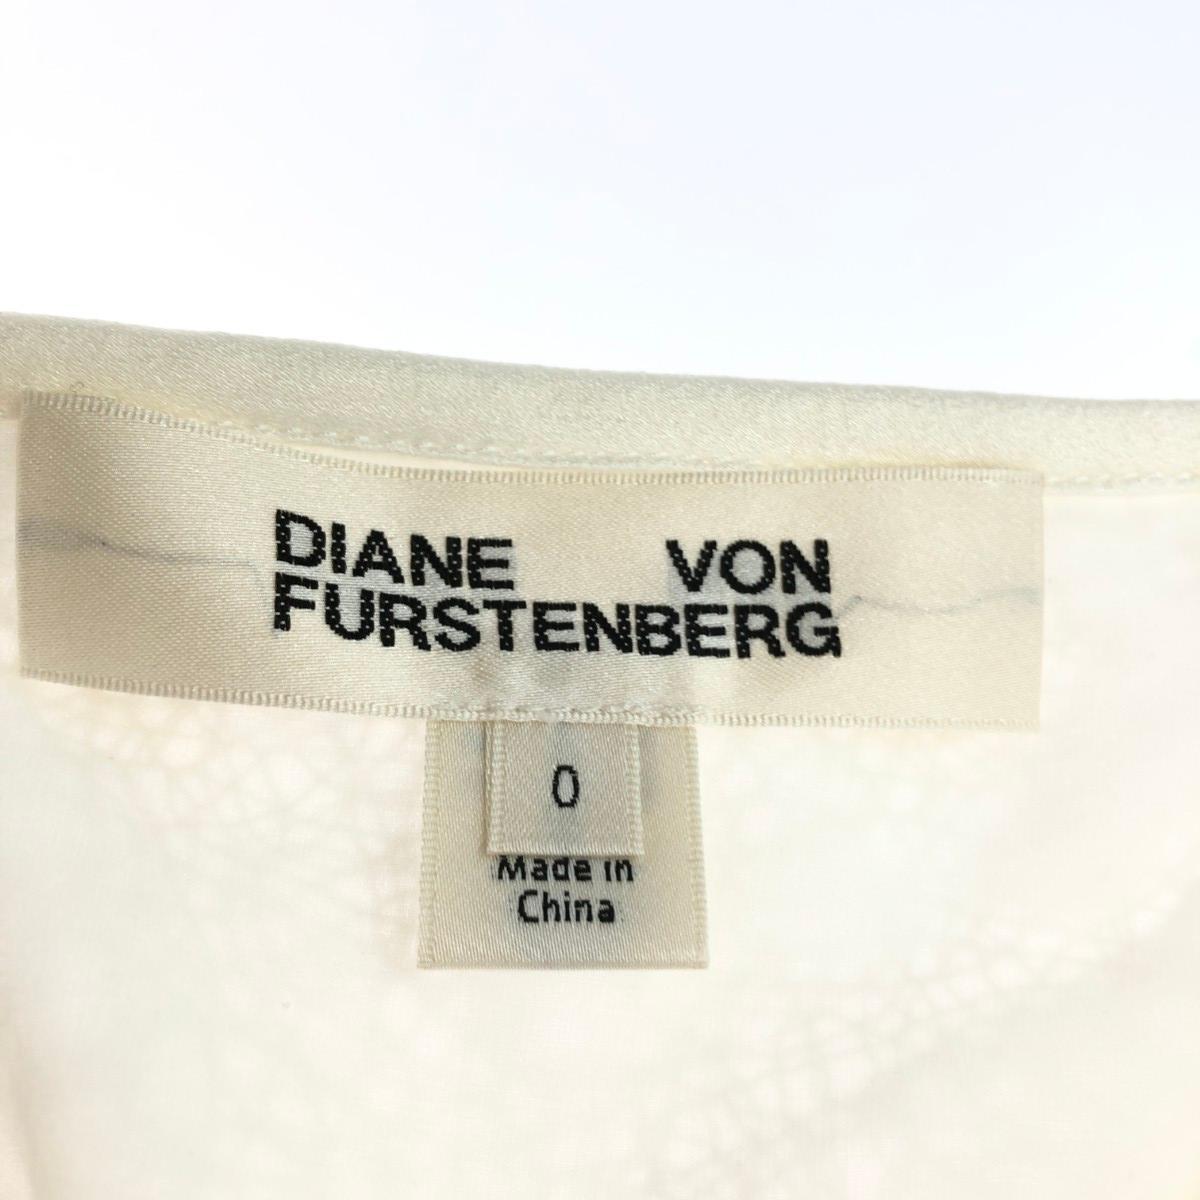 DIANE VON
FURSTENBERG
0
Made in
China